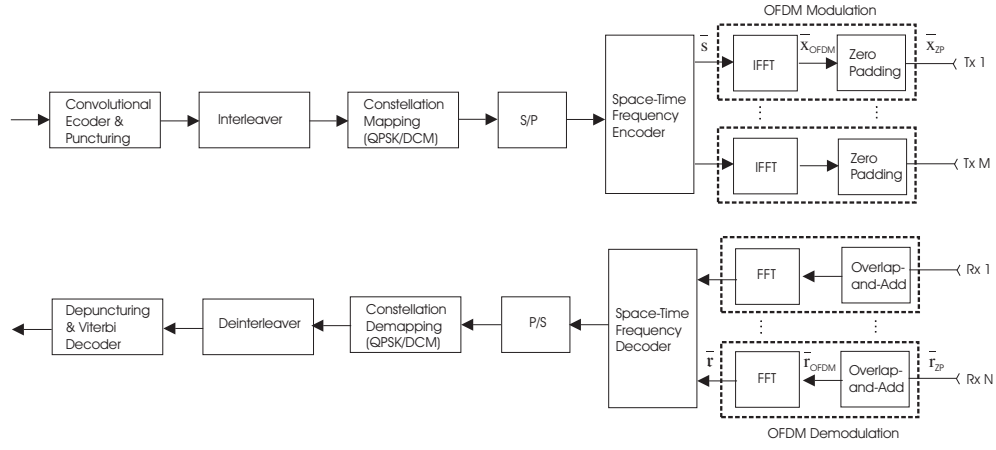 OFDM Modulation
s̅
x̅OFDM
x̅ZP
IFFT
Zero
Padding
Tx 1
Convolutional
Ecoder &
Puncturing
Interleaver
Constellation
Mapping
(QPSK/DCM)
S/P
Space-Time
Frequency
Encoder
IFFT
Zero
Padding
Tx M
FFT
Overlap-
and-Add
Rx 1
Depuncturing
& Viterbi
Decoder
Deinterleaver
Constellation
Demapping
(QPSK/DCM)
P/S
Space-Time
Frequency
Decoder
r̅
FFT
r̅OFDM
Overlap-
and-Add
r̅ZP
Rx N
OFDM Demodulation